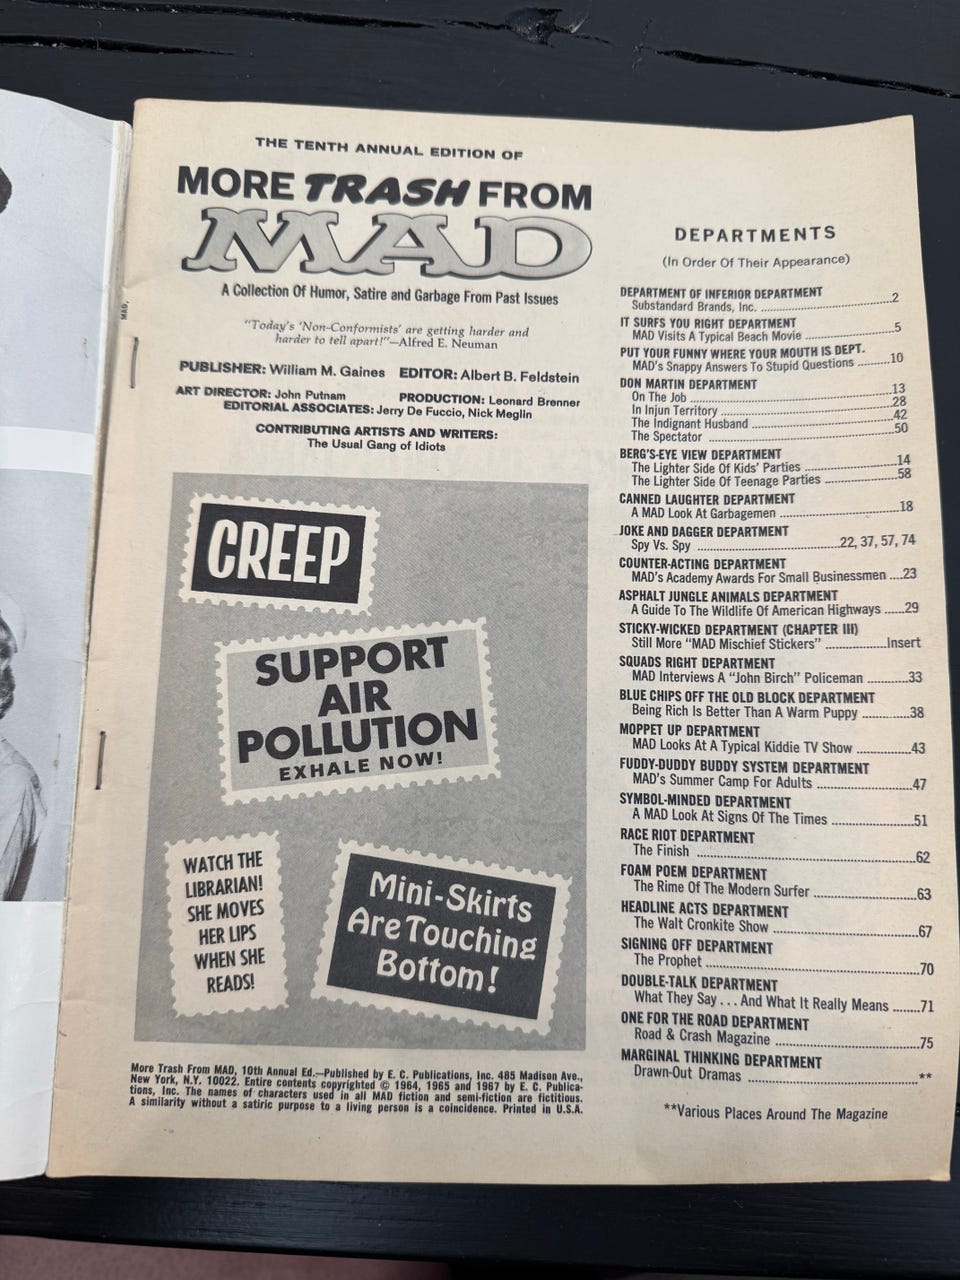 THE TENTH ANNUAL EDITION OF
MORE TRASH FROM
MAD
A Collection Of Humor, Satire and Garbage From Past Issues
"Today's 'Non-Conformists' are getting harder and
harder to tell apart!"—Alfred E. Neuman
PUBLISHER: William M. Gaines EDITOR: Albert B. Feldstein
ART DIRECTOR: John Putnam PRODUCTION: Leonard Brenner
EDITORIAL ASSOCIATES: Jerry De Fuccio, Nick Meglin
CONTRIBUTING ARTISTS AND WRITERS:
The Usual Gang of Idiots
MAD,
CREEP
SUPPORT
AIR
POLLUTION
EXHALE NOW!
WATCH THE
LIBRARIAN!
SHE MOVES
HER LIPS
WHEN SHE
READS!
Mini-Skirts
Are Touching
Bottom!
More Trash From MAD, 10th Annual Ed.—Published by E. C. Publications, Inc. 485 Madison Ave.,
New York, N.Y. 10022. Entire contents copyrighted © 1964, 1965 and 1967 by E. C. Publica-
tions, Inc. The names of characters used in all MAD fiction and semi-fiction are fictitious.
A similarity without a satiric purpose to a living person is a coincidence. Printed in U.S.A.
DEPARTMENTS
(In Order Of Their Appearance)
DEPARTMENT OF INFERIOR DEPARTMENT
Substandard Brands, Inc. ........ 2
IT SURFS YOU RIGHT DEPARTMENT
MAD Visits A Typical Beach Movie ........ 5
PUT YOUR FUNNY WHERE YOUR MOUTH IS DEPT.
MAD's Snappy Answers To Stupid Questions ........ 10
DON MARTIN DEPARTMENT
On The Job ........ 13
In Injun Territory ........ 28
The Indignant Husband ........ 42
The Spectator ........ 50
BERG'S-EYE VIEW DEPARTMENT
The Lighter Side Of Kids' Parties ........ 14
The Lighter Side Of Teenage Parties ........ 58
CANNED LAUGHTER DEPARTMENT
A MAD Look At Garbagemen ........ 18
JOKE AND DAGGER DEPARTMENT
Spy Vs. Spy ........ 22, 37, 57, 74
COUNTER-ACTING DEPARTMENT
MAD's Academy Awards For Small Businessmen ....23
ASPHALT JUNGLE ANIMALS DEPARTMENT
A Guide To The Wildlife Of American Highways ......29
STICKY-WICKED DEPARTMENT (CHAPTER III)
Still More "MAD Mischief Stickers" ........ Insert
SQUADS RIGHT DEPARTMENT
MAD Interviews A "John Birch" Policeman ........ 33
BLUE CHIPS OFF THE OLD BLOCK DEPARTMENT
Being Rich Is Better Than A Warm Puppy ........ 38
MOPPET UP DEPARTMENT
MAD Looks At A Typical Kiddie TV Show ........ 43
FUDDY-DUDDY BUDDY SYSTEM DEPARTMENT
MAD's Summer Camp For Adults ........ 47
SYMBOL-MINDED DEPARTMENT
A MAD Look At Signs Of The Times ........ 51
RACE RIOT DEPARTMENT
The Finish ........ 62
FOAM POEM DEPARTMENT
The Rime Of The Modern Surfer ........ 63
HEADLINE ACTS DEPARTMENT
The Walt Cronkite Show ........ 67
SIGNING OFF DEPARTMENT
The Prophet ........ 70
DOUBLE-TALK DEPARTMENT
What They Say . . . And What It Really Means ........ 71
ONE FOR THE ROAD DEPARTMENT
Road & Crash Magazine ........ 75
MARGINAL THINKING DEPARTMENT
Drawn-Out Dramas ........ **
**Various Places Around The Magazine